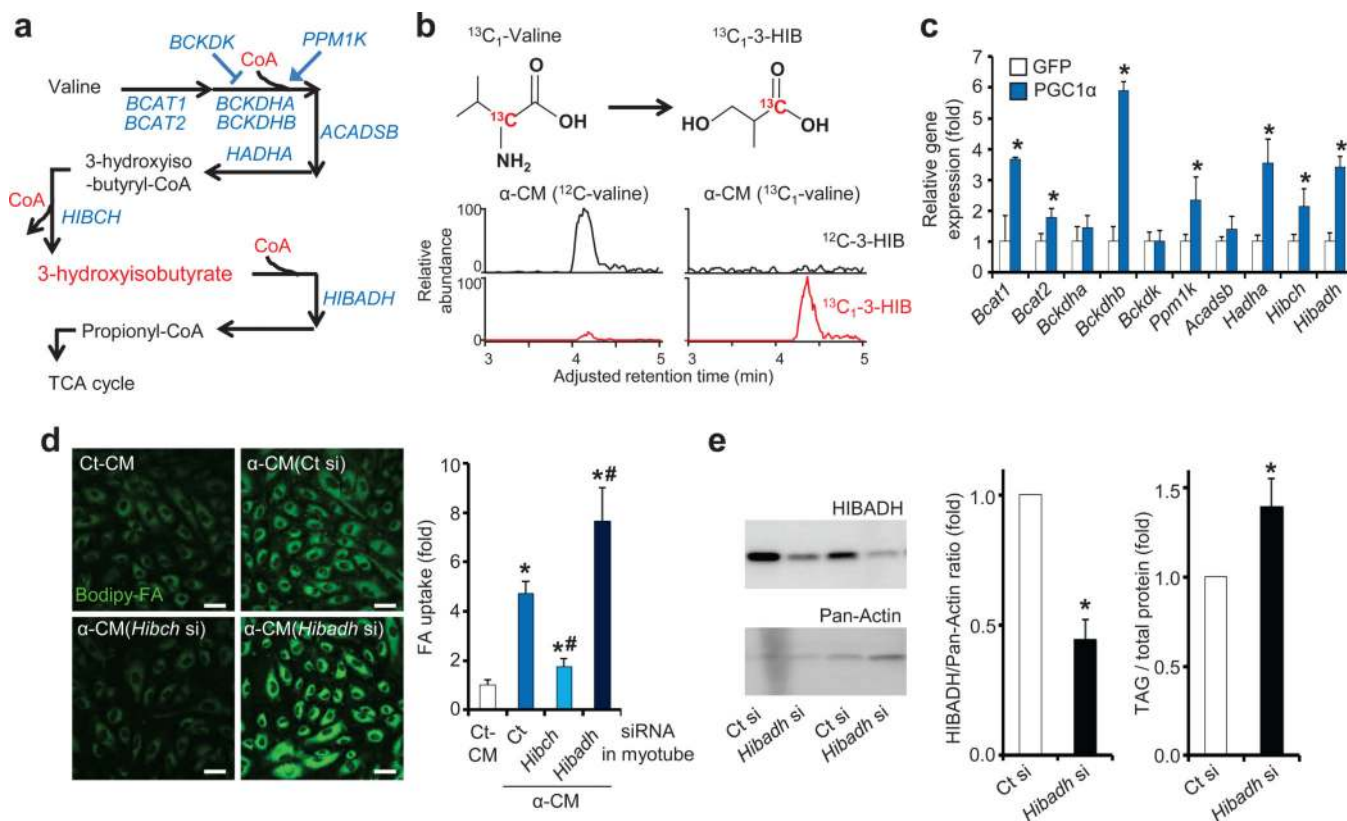 a
BCKDK
PPM1K
CoA
Valine
BCAT1
BCAT2
BCKDHA
BCKDHB
ACADSB
HADHA
3-hydroxyiso
-butyryl-CoA
CoA
HIBCH
CoA
3-hydroxyisobutyrate
HIBADH
Propionyl-CoA
TCA cycle
b
¹³C₁-Valine
¹³C₁-3-HIB
O
¹³C
OH
NH₂
O
¹³C
HO
OH
α-CM (¹²C-valine)
α-CM (¹³C₁-valine)
Relative
abundance
100
0
100
0
¹²C-3-HIB
¹³C₁-3-HIB
3 4 5
3 4 5
Adjusted retention time (min)
c
Relative gene
expression (fold)
7
6
5
4
3
2
1
0
GFP
PGC1α
* * * * * * *
Bcat1
Bcat2
Bckdha
Bckdhb
Bckdk
Ppm1k
Acadsb
Hadha
Hibch
Hibadh
d
Ct-CM
α-CM(Ct si)
Bodipy-FA
α-CM(Hibch si)
α-CM(Hibadh si)
FA uptake (fold)
10
8
6
4
2
0
*
*#
*#
Ct-
CM
Ct
Hibch
Hibadh
siRNA
in myotube
α-CM
e
HIBADH
Pan-Actin
Ct si
Hibadh si
Ct si
Hibadh si
HIBADH/Pan-Actin ratio (fold)
1.0
0.5
0.0
*
Ct si
Hibadh si
TAG / total protein (fold)
1.5
1.0
0.5
0.0
*
Ct si
Hibadh si